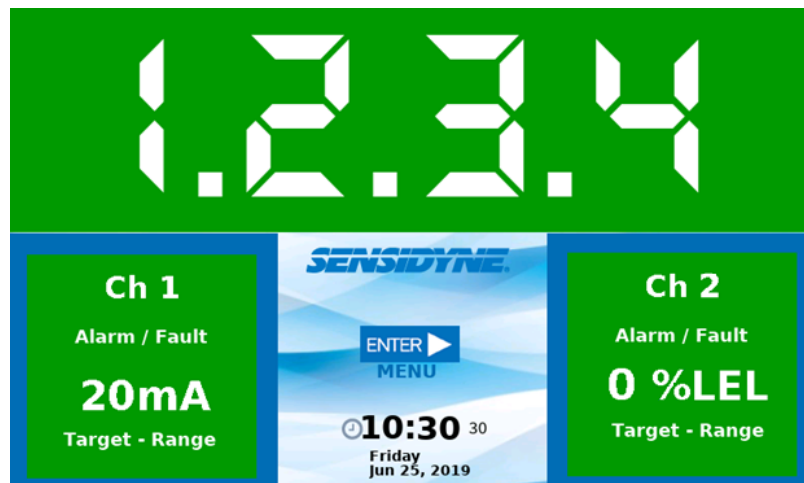 1.2.3.4
Ch 1
Alarm / Fault
20mA
Target - Range
SENSIDYNE.
ENTER
MENU
10:30 30
Friday
Jun 25, 2019
Ch 2
Alarm / Fault
0 %LEL
Target - Range